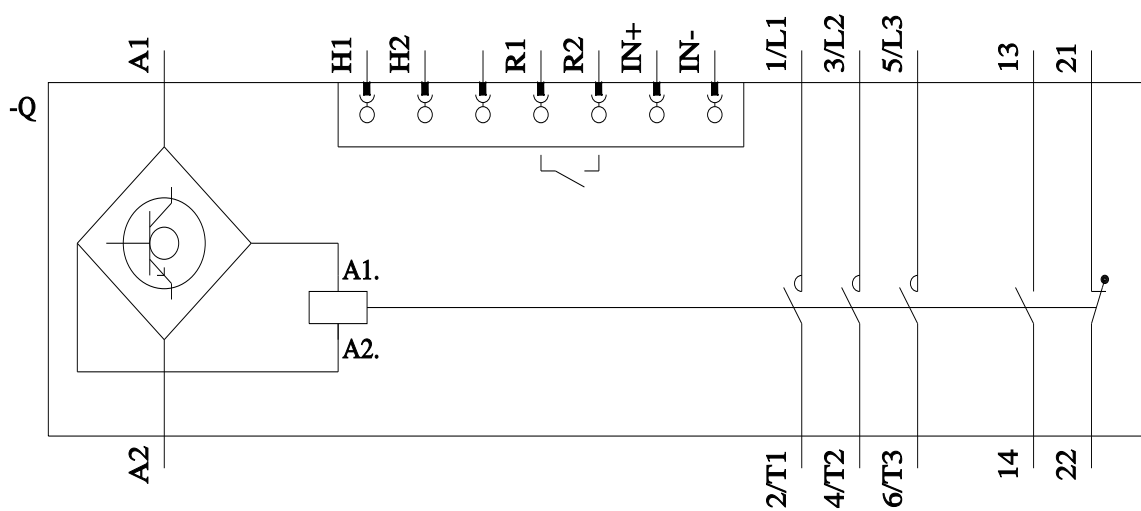 A1
H1
H2
R1
R2
IN+
IN-
1/L1
3/L2
5/L3
13
21
-Q
A1.
A2.
A2
2/T1
4/T2
6/T3
14
22